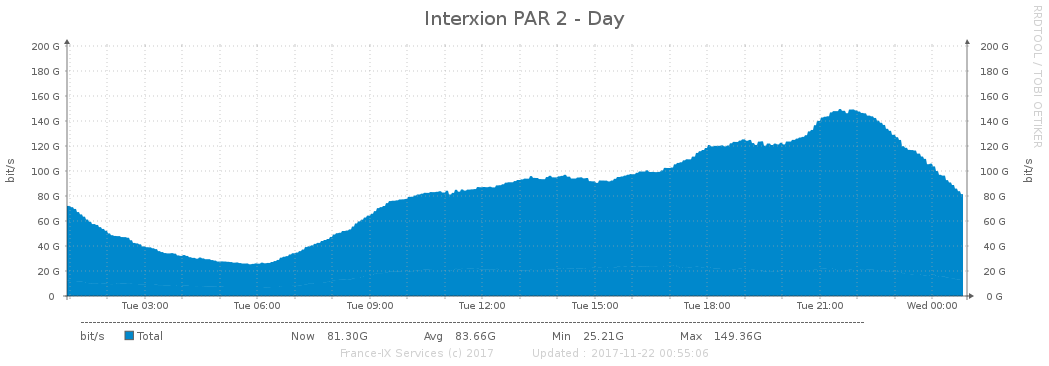 Interxion PAR 2 - Day
RRDTOOL / TOBI OETIKER
bit/s
200 G 200 G
180 G 180 G
160 G 160 G
140 G 140 G
120 G 120 G
100 G 100 G
80 G 80 G
60 G 60 G
40 G 40 G
20 G 20 G
0 0 G
bit/s
Tue 03:00 Tue 06:00 Tue 09:00 Tue 12:00 Tue 15:00 Tue 18:00 Tue 21:00 Wed 00:00
bit/s Total Now 81.30G Avg 83.66G Min 25.21G Max 149.36G
France-IX Services (c) 2017 Updated : 2017-11-22 00:55:06